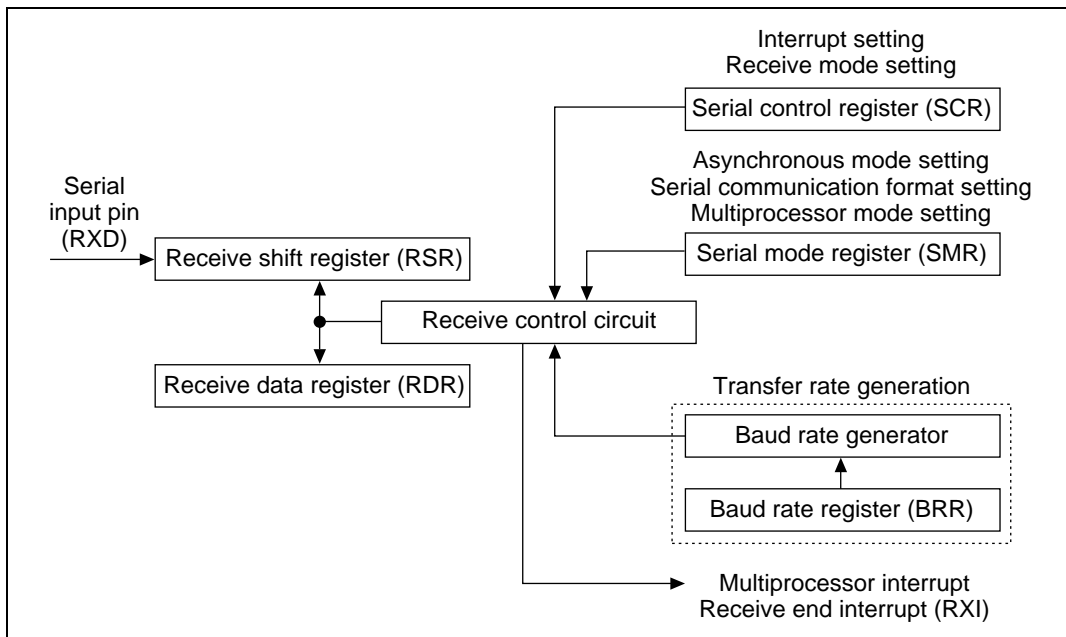 Interrupt setting
Receive mode setting
Serial control register (SCR)
Asynchronous mode setting
Serial communication format setting
Multiprocessor mode setting
Serial mode register (SMR)
Serial
input pin
(RXD)
Receive shift register (RSR)
Receive control circuit
Receive data register (RDR)
Transfer rate generation
Baud rate generator
Baud rate register (BRR)
Multiprocessor interrupt
Receive end interrupt (RXI)